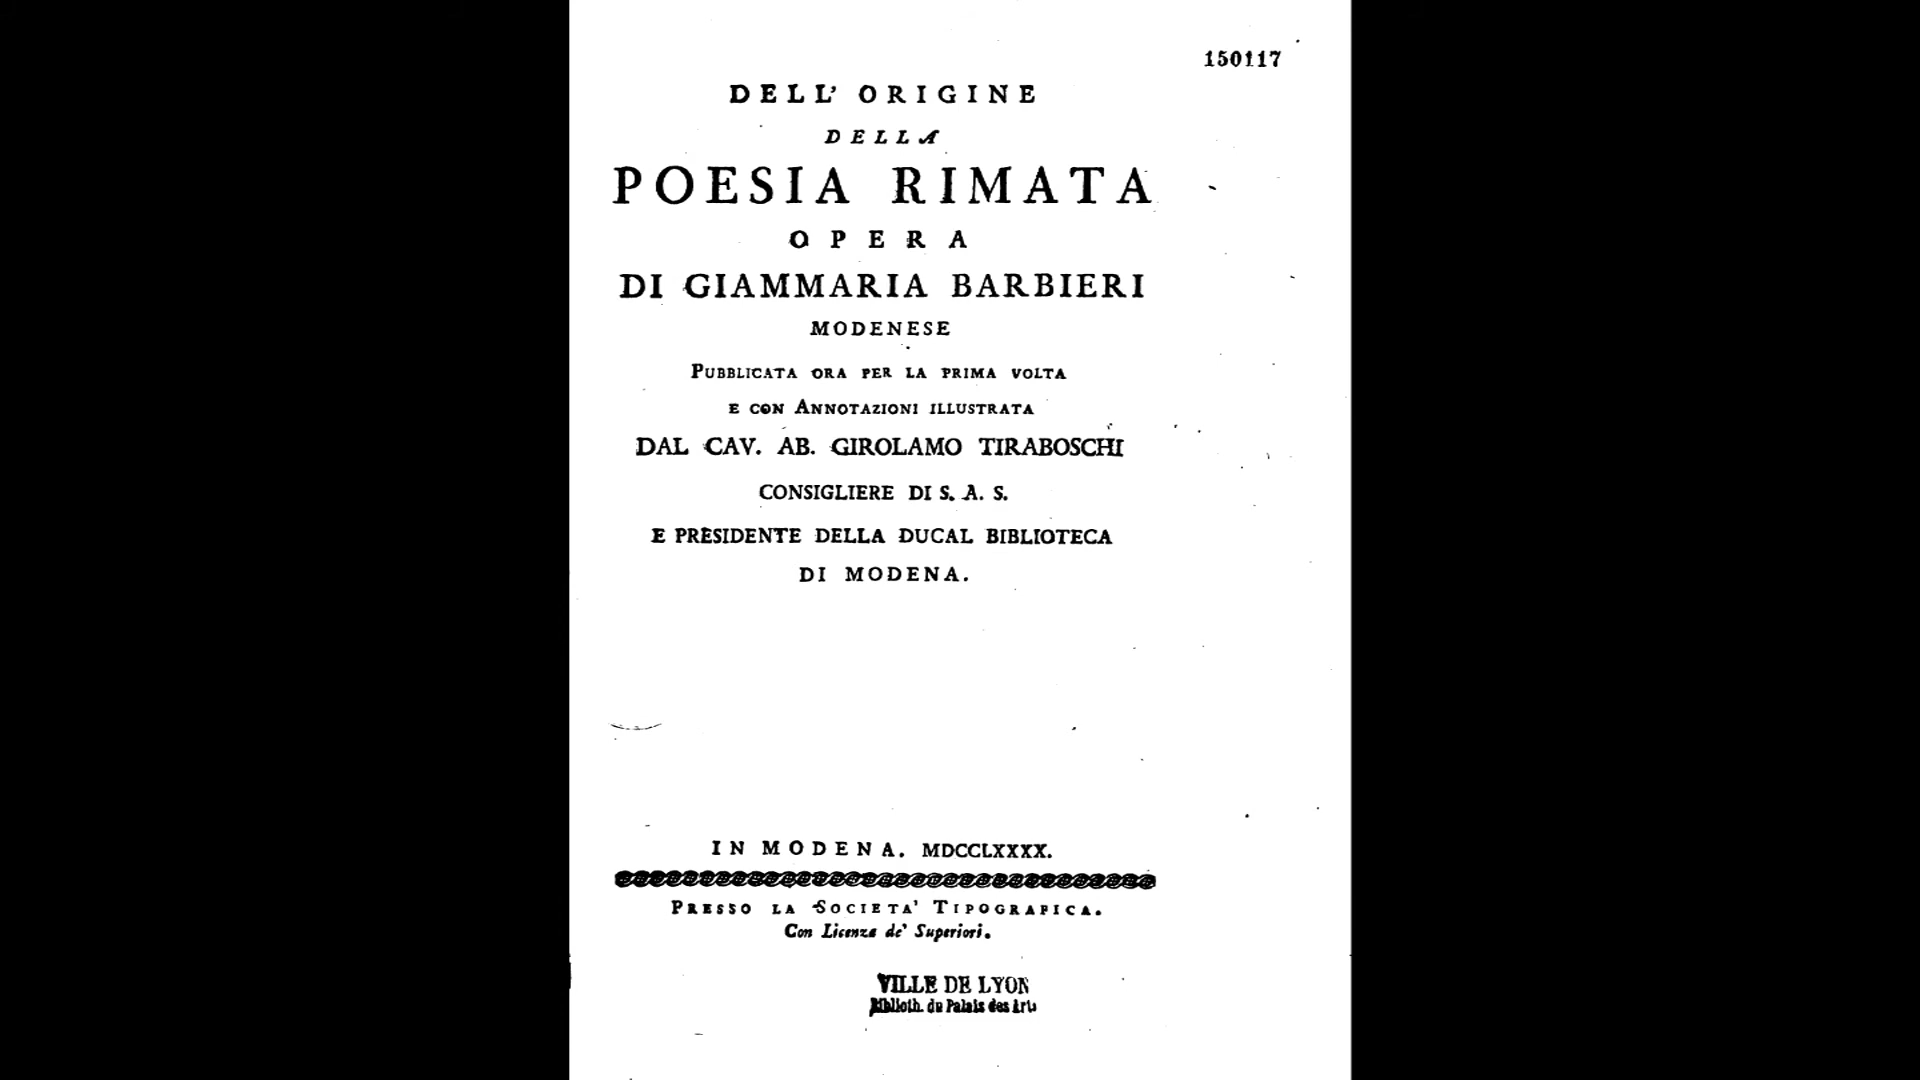 150117
DELL' ORIGINE
DELLA
POESIA RIMATA
OPERA
DI GIAMMARIA BARBIERI
MODENESE
PUBBLICATA ORA PER LA PRIMA VOLTA
E CON ANNOTAZIONI ILLUSTRATA
DAL CAV. AB. GIROLAMO TIRABOSCHI
CONSIGLIERE DI S. A. S.
E PRESIDENTE DELLA DUCAL BIBLIOTECA
DI MODENA.
IN MODENA. MDCCLXXXX.
PRESSO LA SOCIETA' TIPOGRAFICA.
Con Licenza de' Superiori.
VILLE DE LYON
Biblioth. du Palais des Arts